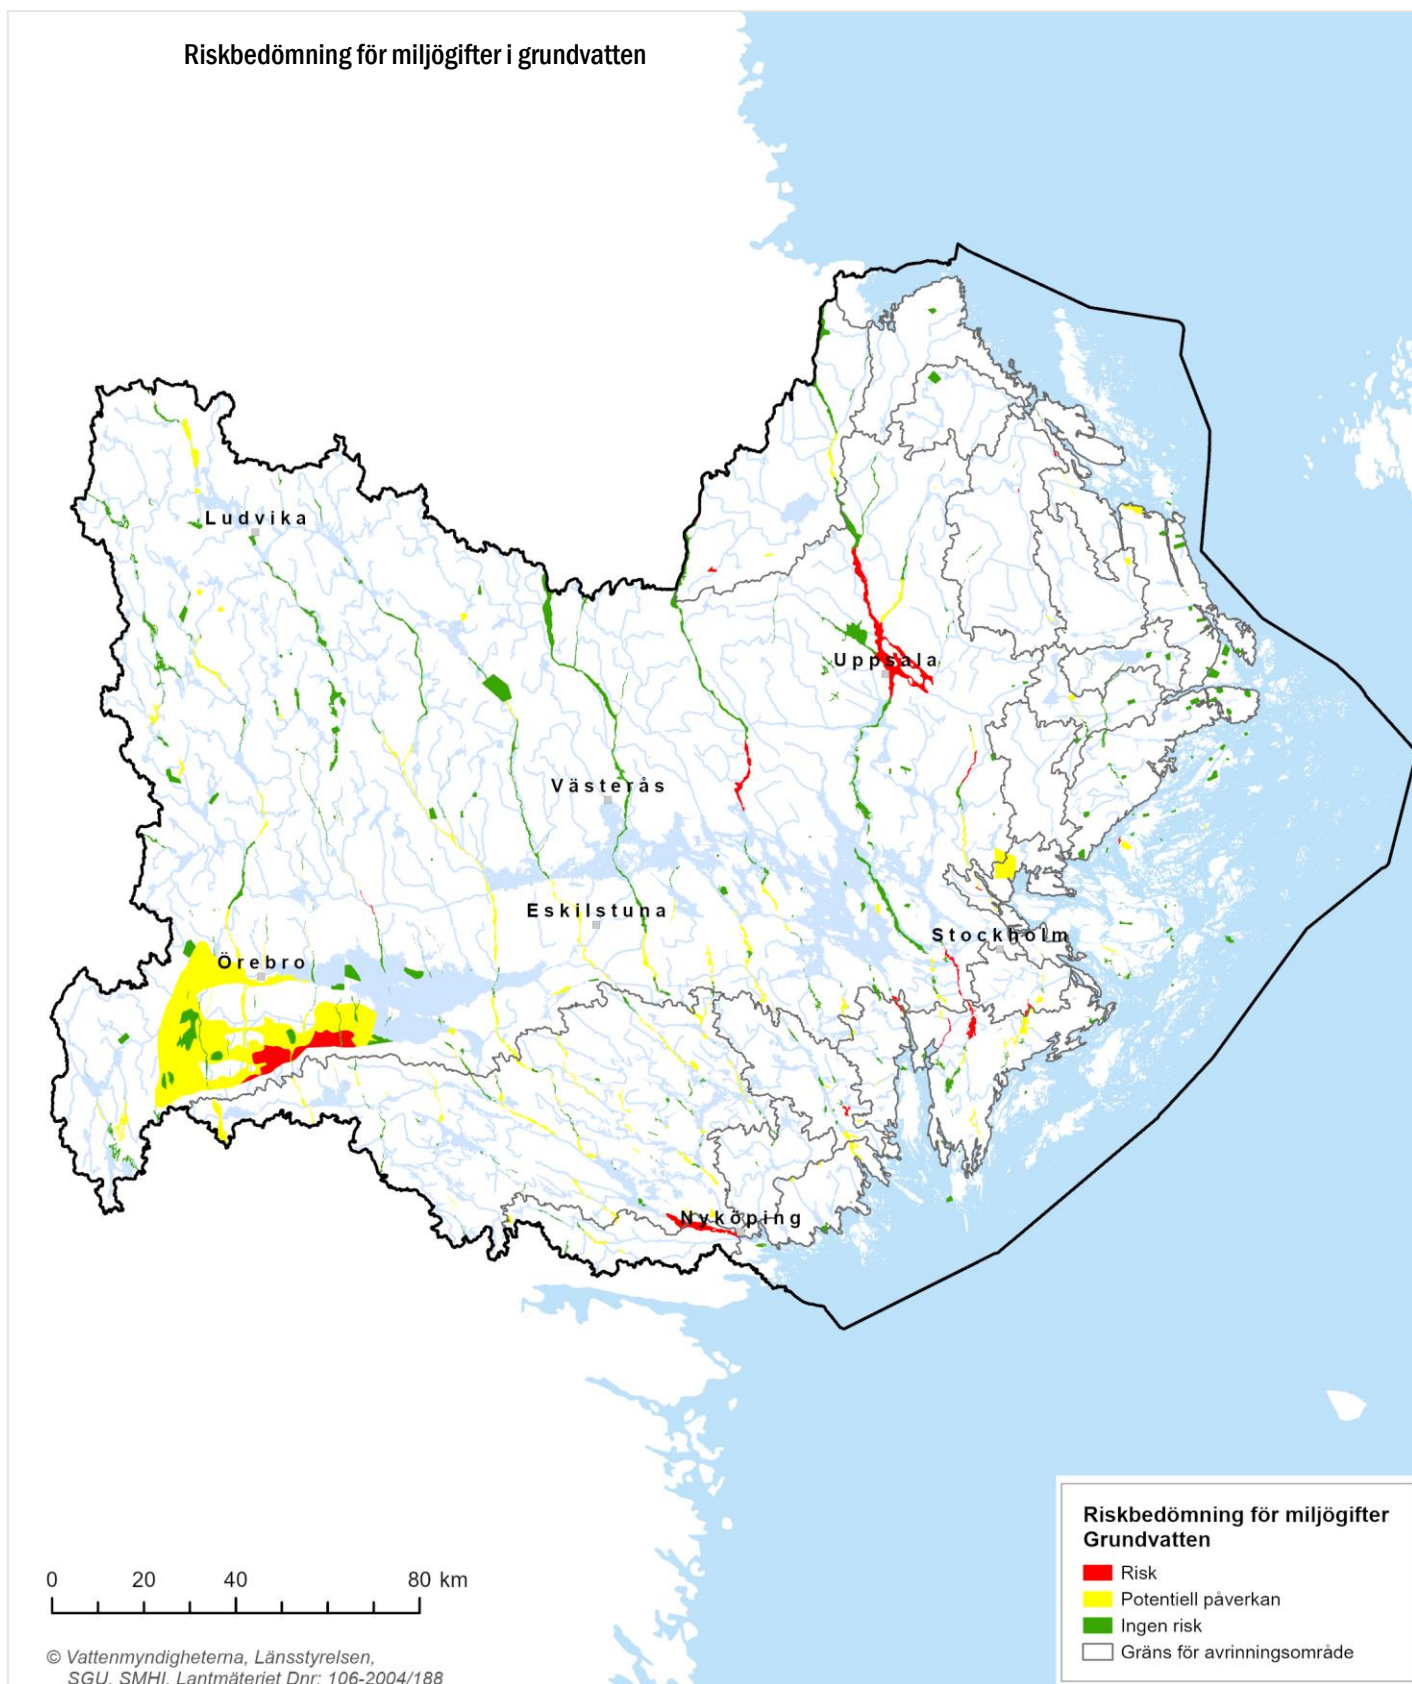 Riskbedömning för miljögifter i grundvatten
Ludvika
Uppsala
Västerås
Eskilstuna
Stockholm
Örebro
Nyköping
Riskbedömning för miljögifter
Grundvatten
Risk
Potentiell påverkan
Ingen risk
Gräns för avrinningsområde
0 20 40 80 km
© Vattenmyndigheterna, Länsstyrelsen,
SGU, SMHI, Lantmäteriet Dnr: 106-2004/188